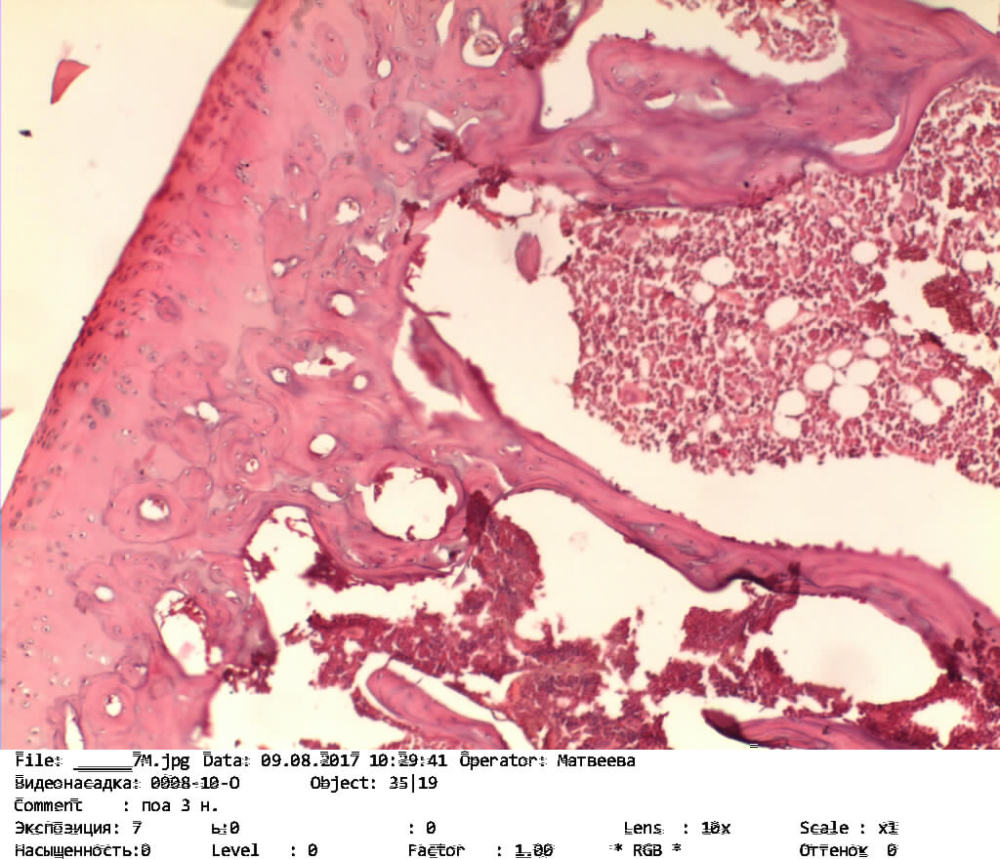 File: ______7M.jpg Data: 09.08.2017 10:29:41 Operator: Матвеева
Видеонасадка: 0008-10-0 Object: 35|19
Comment : поа 3 н.
Экспозиция: 7 ь:0 : 0 Lens : 10x Scale : x1
Насыщенность:0 Level : 0 Factor : 1.00 * RGB * Оттенок 0